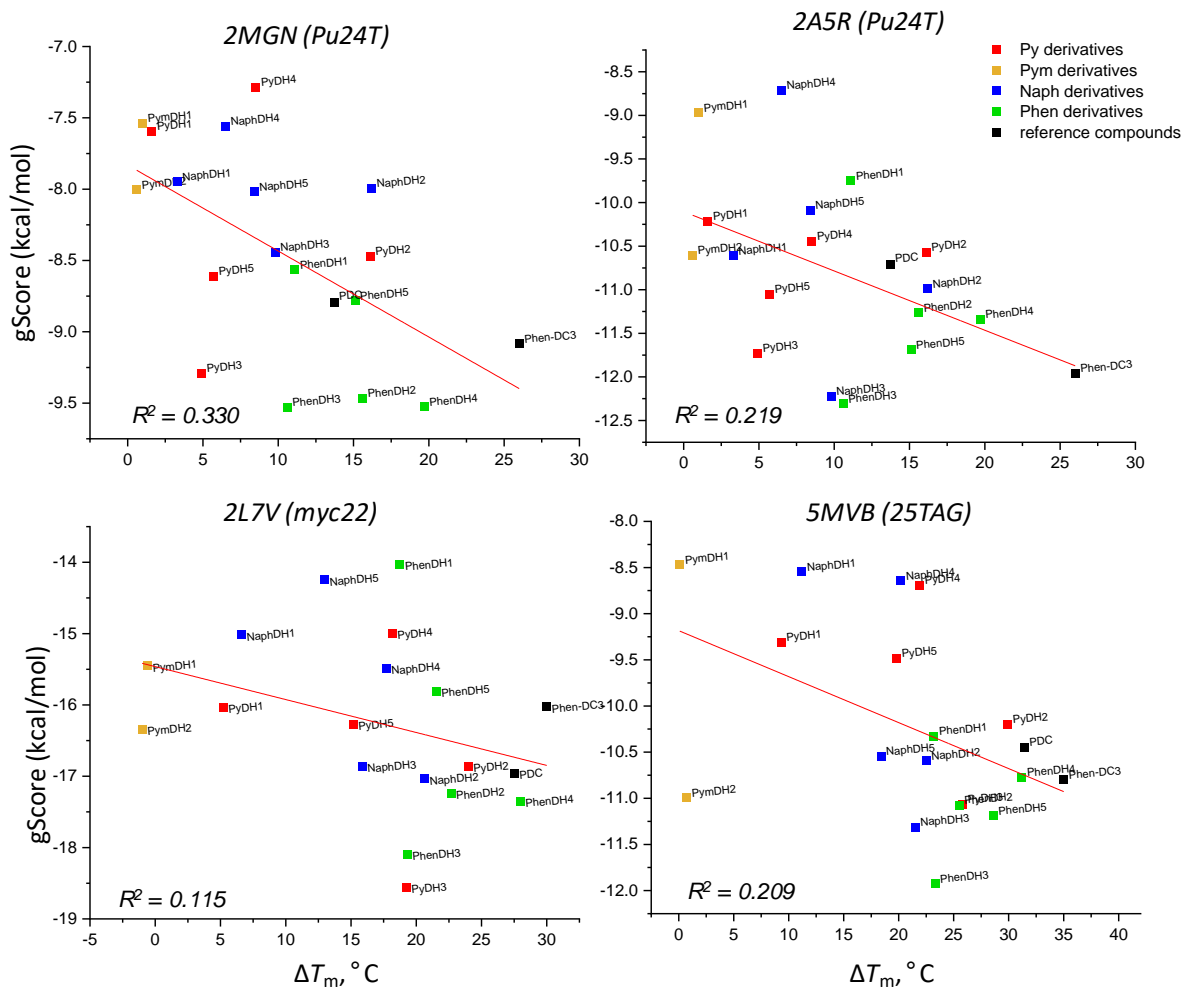 2MGN (Pu24T)
gScore (kcal/mol)
-7.0
-7.5
-8.0
-8.5
-9.0
-9.5
PyDH4
PymDH1
PyDH1
NaphDH4
PymDH2
NaphDH1
NaphDH5
NaphDH2
NaphDH3
PyDH2
PyDH5
PhenDH1
PDC
PhenDH5
Phen-DC3
PyDH3
PhenDH3
PhenDH2
PhenDH4
R² = 0.330
0 5 10 15 20 25 30
2A5R (Pu24T)
Py derivatives
Pym derivatives
Naph derivatives
Phen derivatives
reference compounds
-8.5
-9.0
-9.5
-10.0
-10.5
-11.0
-11.5
-12.0
-12.5
NaphDH4
PymDH1
PhenDH1
NaphDH5
PyDH1
PyDH4
PyDH2
PymDH2
NaphDH1
PDC
PyDH5
NaphDH2
PhenDH2
PhenDH4
PhenDH5
PyDH3
Phen-DC3
NaphDH3
PhenDH3
R² = 0.219
0 5 10 15 20 25 30
2L7V (myc22)
gScore (kcal/mol)
-14
-15
-16
-17
-18
-19
PhenDH1
NaphDH5
NaphDH1
PyDH4
PymDH1
NaphDH4
PhenDH5
PyDH1
Phen-DC3
PymDH2
PyDH5
NaphDH3
PyDH2
NaphDH2
PDC
PhenDH2
PhenDH4
PhenDH3
PyDH3
R² = 0.115
-5 0 5 10 15 20 25 30
ΔTm, °C
5MVB (25TAG)
-8.0
-8.5
-9.0
-9.5
-10.0
-10.5
-11.0
-11.5
-12.0
PymDH1
NaphDH1
NaphDH4
PyDH4
PyDH1
PyDH5
PyDH2
PhenDH1
PDC
NaphDH5
NaphDH2
PhenDH4
Phen-DC3
PymDH2
PhenDH5
NaphDH3
PhenDH3
R² = 0.209
0 5 10 15 20 25 30 35 40
ΔTm, °C